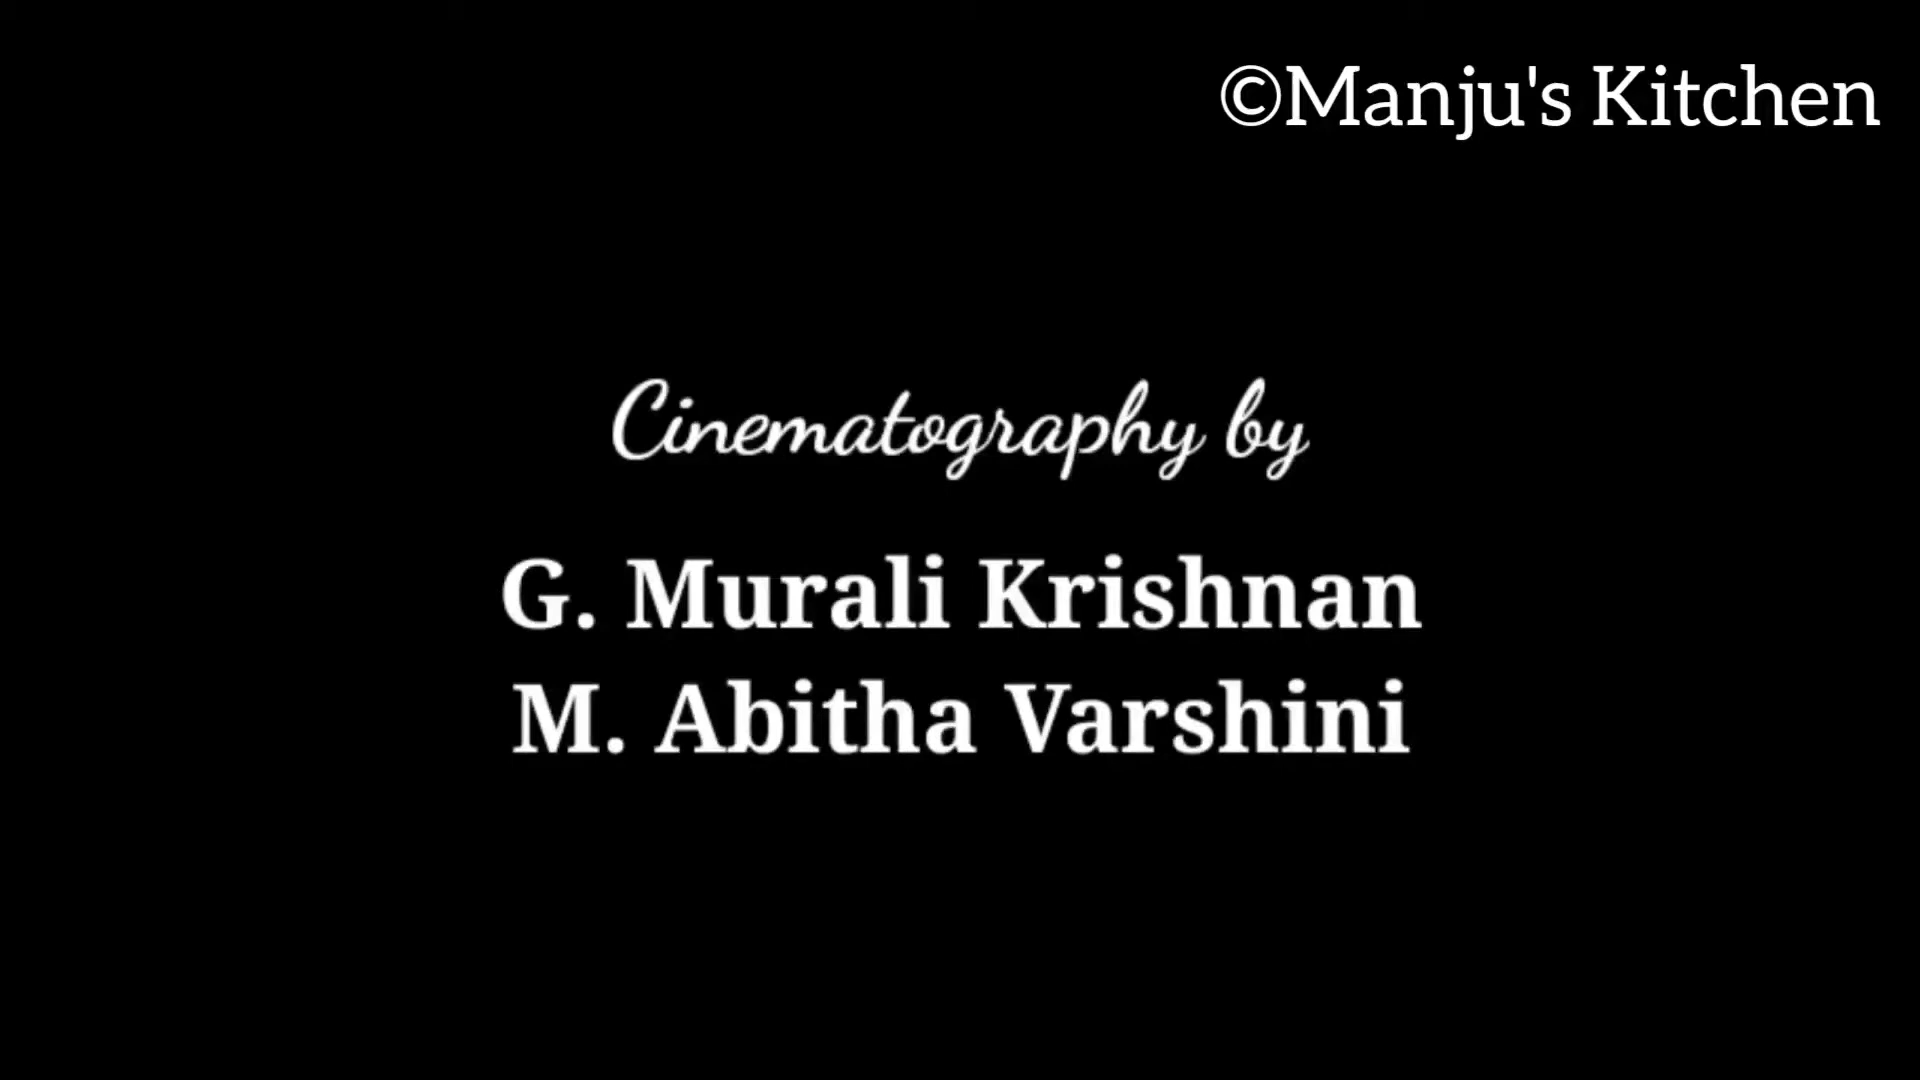 ©Manju's Kitchen
Cinematography by
G. Murali Krishnan
M. Abitha Varshini